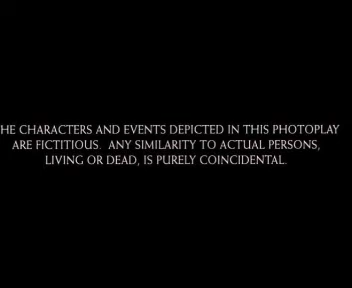 HE CHARACTERS AND EVENTS DEPICTED IN THIS PHOTOPLAY
ARE FICTITIOUS. ANY SIMILARITY TO ACTUAL PERSONS,
LIVING OR DEAD, IS PURELY COINCIDENTAL.